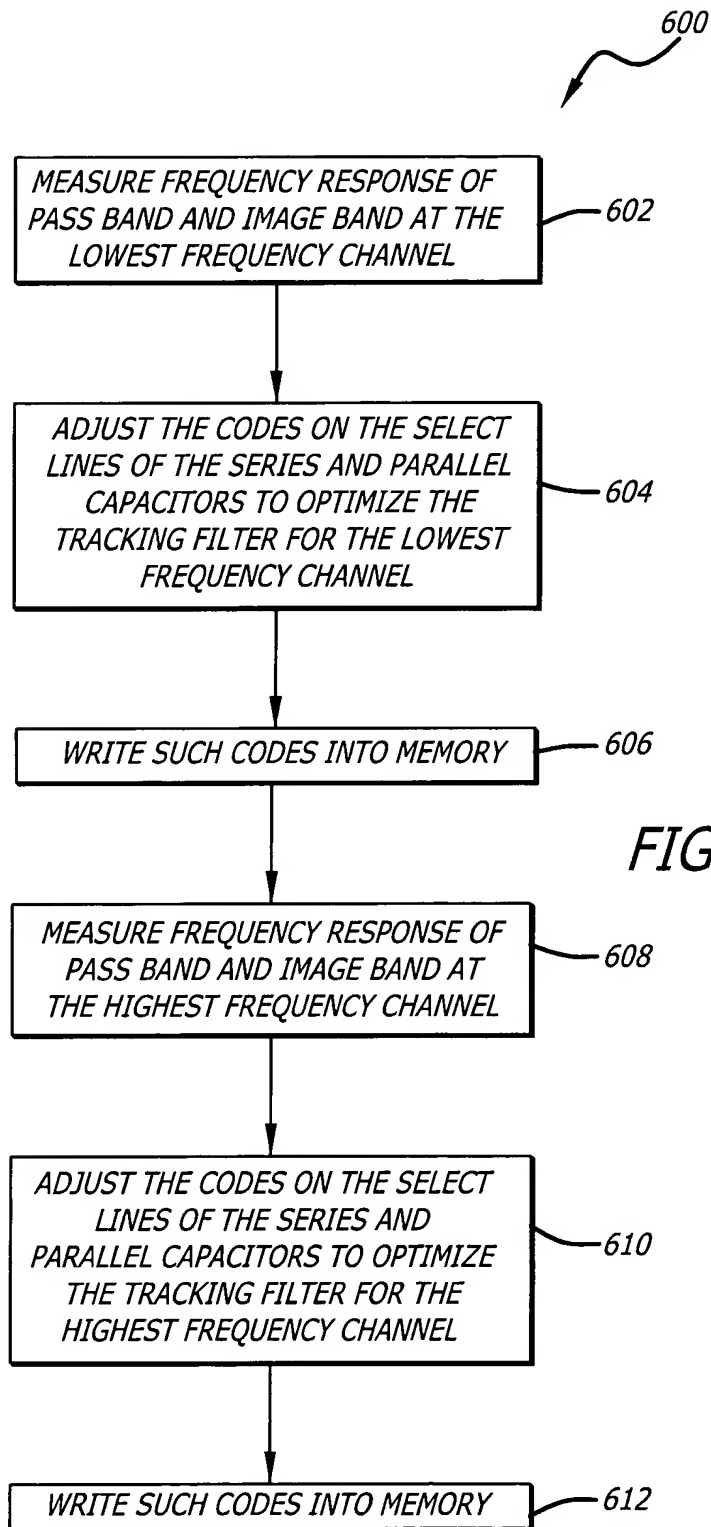 600
MEASURE FREQUENCY RESPONSE OF
PASS BAND AND IMAGE BAND AT THE
LOWEST FREQUENCY CHANNEL
602
ADJUST THE CODES ON THE SELECT
LINES OF THE SERIES AND PARALLEL
CAPACITORS TO OPTIMIZE THE
TRACKING FILTER FOR THE LOWEST
FREQUENCY CHANNEL
604
WRITE SUCH CODES INTO MEMORY
606
FIG
MEASURE FREQUENCY RESPONSE OF
PASS BAND AND IMAGE BAND AT
THE HIGHEST FREQUENCY CHANNEL
608
ADJUST THE CODES ON THE SELECT
LINES OF THE SERIES AND
PARALLEL CAPACITORS TO OPTIMIZE
THE TRACKING FILTER FOR THE
HIGHEST FREQUENCY CHANNEL
610
WRITE SUCH CODES INTO MEMORY
612